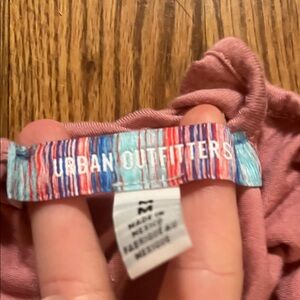 URBAN OUTFITTERS
M
MADE IN
MEXICO
FABRIQUÉ AU
MEXIQUE